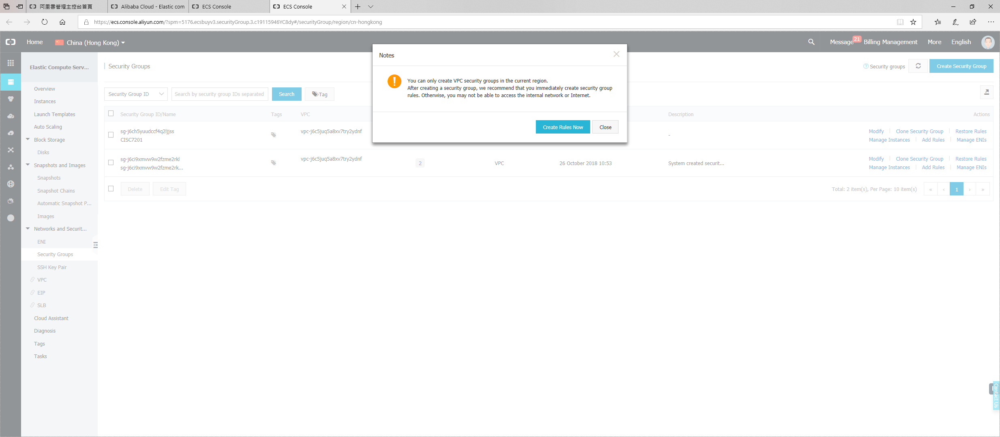 阿里雲管理主控台首頁
Alibaba Cloud - Elastic com
ECS Console
ECS Console
https://ecs.console.aliyun.com/?spm=5176.ecsbuyv3.securityGroup.3.c19115946YC8dy#/securityGroup/region/cn-hongkong
Home
China (Hong Kong)
Message 21
Billing Management
More
English
Elastic Compute Serv...
Overview
Instances
Launch Templates
Auto Scaling
Block Storage
Disks
Snapshots and Images
Snapshots
Snapshot Chains
Automatic Snapshot P...
Images
Networks and Securit...
ENI
Security Groups
SSH Key Pair
VPC
EIP
SLB
Cloud Assistant
Diagnosis
Tags
Tasks
Security Groups
Security groups
Create Security Group
Security Group ID
Search by security group IDs separated
Search
Tag
Notes
You can only create VPC security groups in the current region.
After creating a security group, we recommend that you immediately create security group
rules. Otherwise, you may not be able to access the internal network or Internet.
Create Rules Now
Close
Security Group ID/Name
Tags
VPC
Description
Actions
sg-j6ch5yuudccf4q2ljjss
CISC7201
vpc-j6c5juq5a8xv7try2ydnf
-
Modify | Clone Security Group | Restore Rules
Manage Instances | Add Rules | Manage ENIs
sg-j6ci9xmvw9w2fzme2rkl
sg-j6ci9xmvw9w2fzme2rk...
vpc-j6c5juq5a8xv7try2ydnf
2
VPC
26 October 2018 10:53
System created securit...
Modify | Clone Security Group | Restore Rules
Manage Instances | Add Rules | Manage ENIs
Delete
Edit Tag
Total: 2 item(s), Per Page: 10 item(s)
« ‹ 1 › »
Contact Us